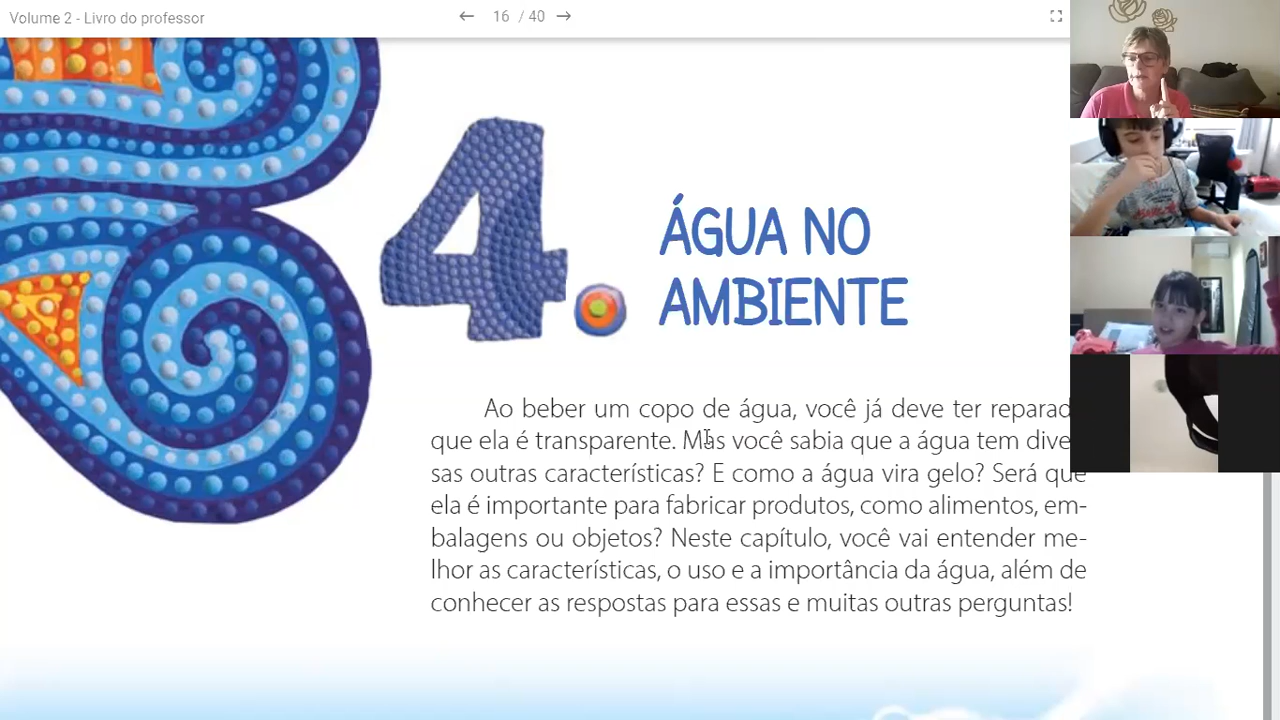 Volume 2 - Livro do professor
16 / 40
4.
ÁGUA NO
AMBIENTE
Ao beber um copo de água, você já deve ter reparad
que ela é transparente. Mas você sabia que a água tem dive
sas outras características? E como a água vira gelo? Será que
ela é importante para fabricar produtos, como alimentos, em-
balagens ou objetos? Neste capítulo, você vai entender me-
lhor as características, o uso e a importância da água, além de
conhecer as respostas para essas e muitas outras perguntas!